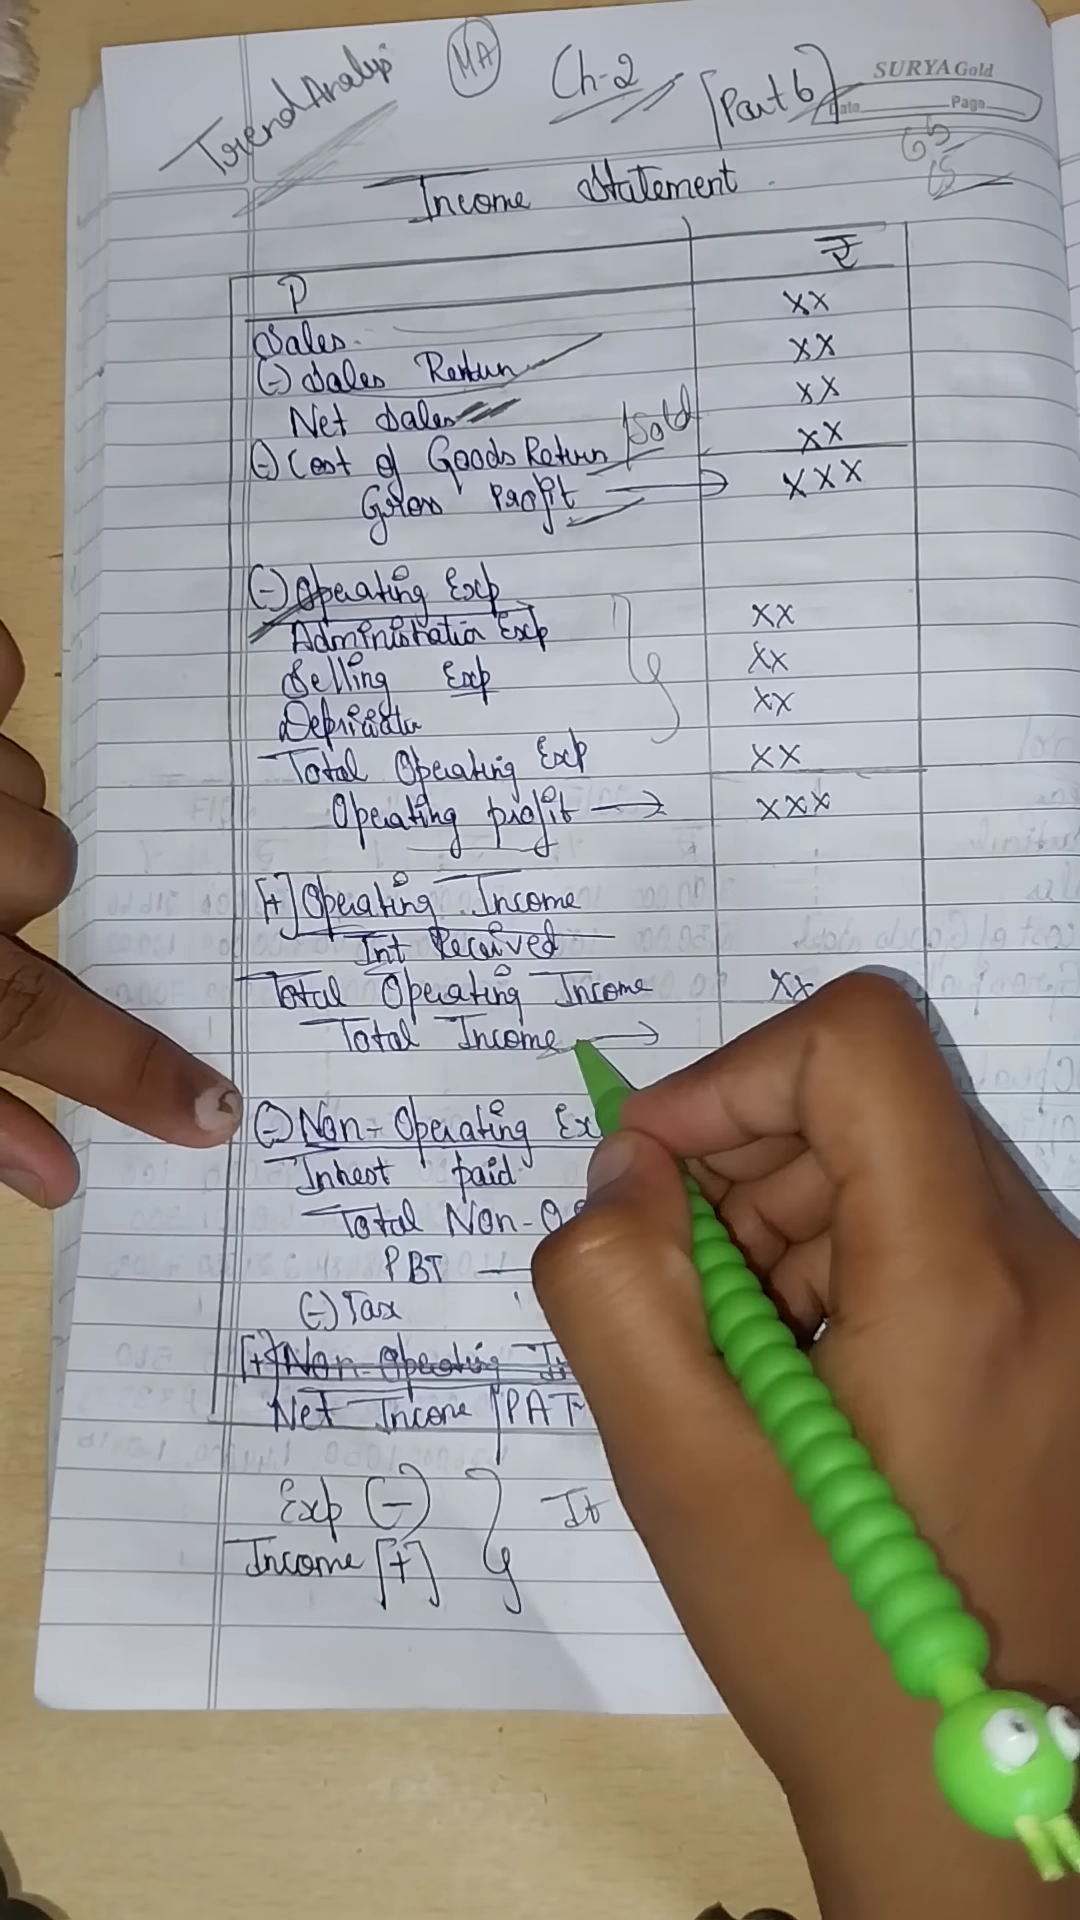 Trend Analysis
MA
Ch-2
[Part 6]
SURYA Gold
Date Page
Income Statement
P ₹
Sales. XX
(-) Sales Return XX
Net Sales XX
(-) Cost of Goods Return / Sold XX
Gross Profit → XXX
(-) Operating Exp
Administration Exp XX
Selling Exp XX
XX
Total Operating Exp XX
Operating profit → XXX
[+] Operating Income
Int Received
Total Operating Income XX
Total Income →
(-) Non-Operating Ex
paid
Total Non-O
PBT
(-) Tax
[+] Non-Operating I
Net Income / PAT
Exp (-)
Income [+]